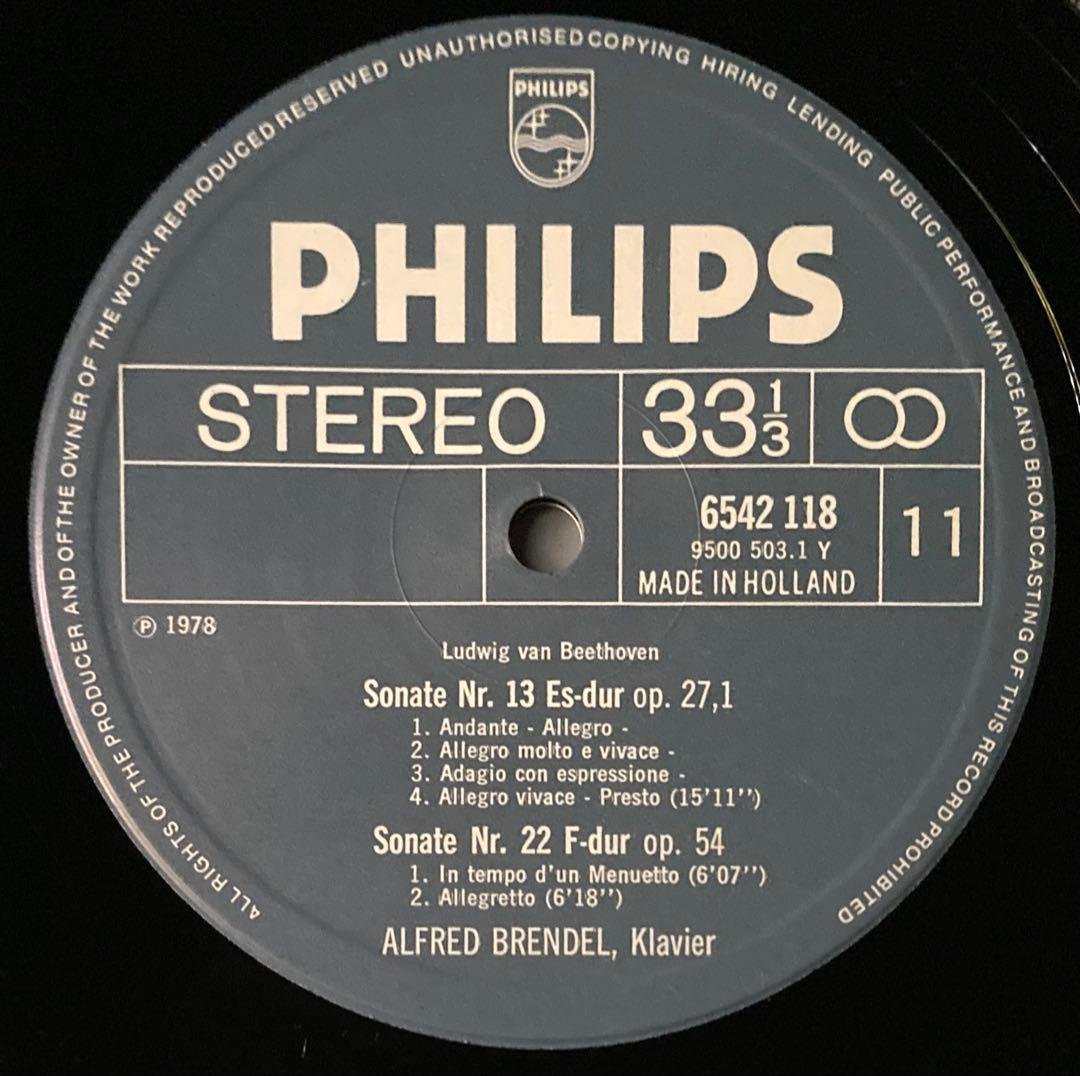 ALL RIGHTS OF THE PRODUCER AND OF THE OWNER OF THE WORK REPRODUCED RESERVED UNAUTHORISED COPYING HIRING LENDING PUBLIC PERFORMANCE AND BROADCASTING OF THIS RECORD PROHIBITED
PHILIPS
PHILIPS
STEREO 33 1/3
6542 118
9500 503.1 Y
MADE IN HOLLAND
11
Ⓟ 1978
Ludwig van Beethoven
Sonate Nr. 13 Es-dur op. 27,1
1. Andante - Allegro -
2. Allegro molto e vivace -
3. Adagio con espressione -
4. Allegro vivace - Presto (15'11'')
Sonate Nr. 22 F-dur op. 54
1. In tempo d'un Menuetto (6'07'')
2. Allegretto (6'18'')
ALFRED BRENDEL, Klavier